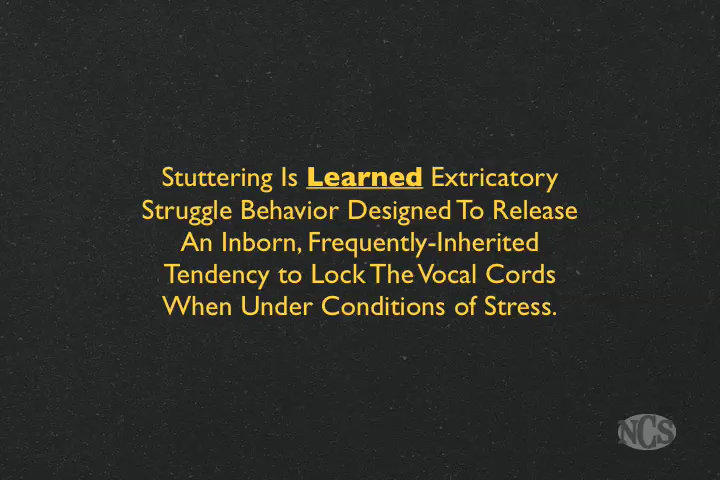 Stuttering Is Learned Extricatory
Struggle Behavior Designed To Release
An Inborn, Frequently-Inherited
Tendency to Lock The Vocal Cords
When Under Conditions of Stress.
NCS